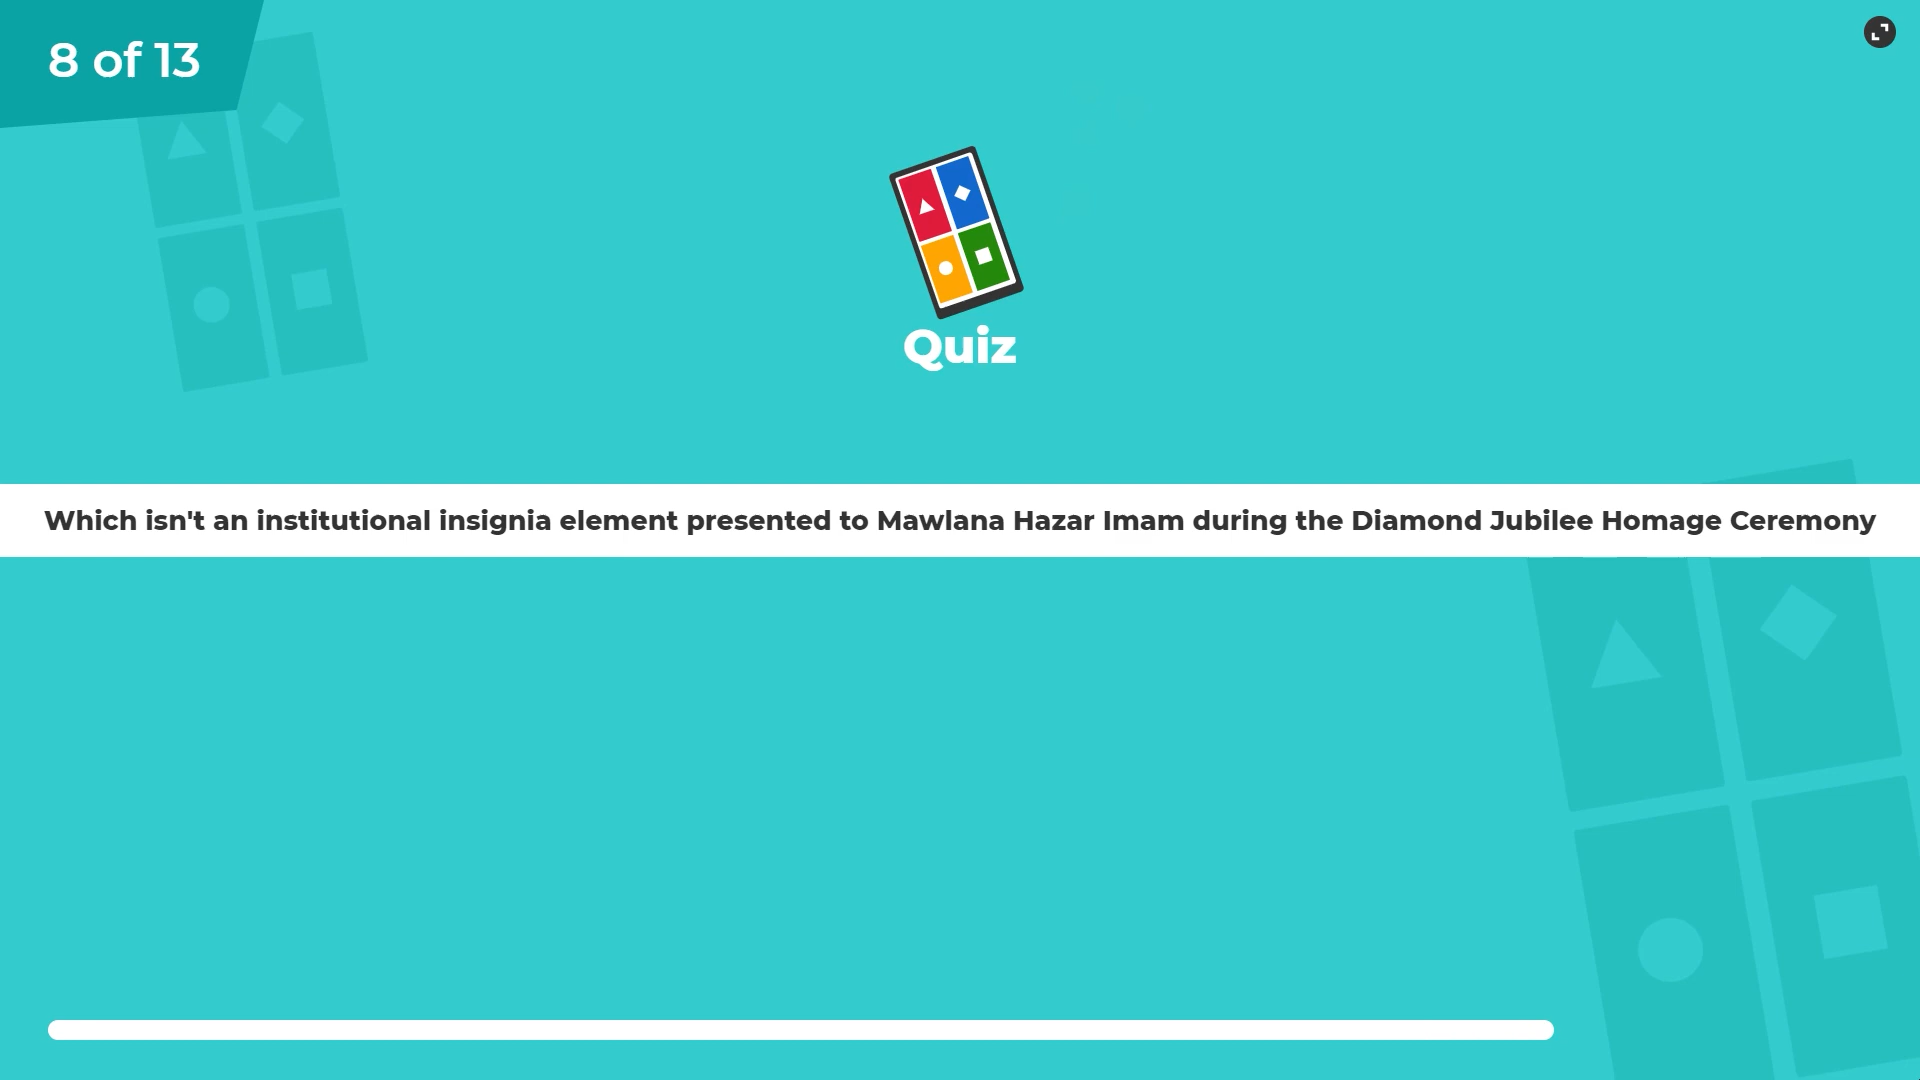 8 of 13
Quiz
Which isn't an institutional insignia element presented to Mawlana Hazar Imam during the Diamond Jubilee Homage Ceremony